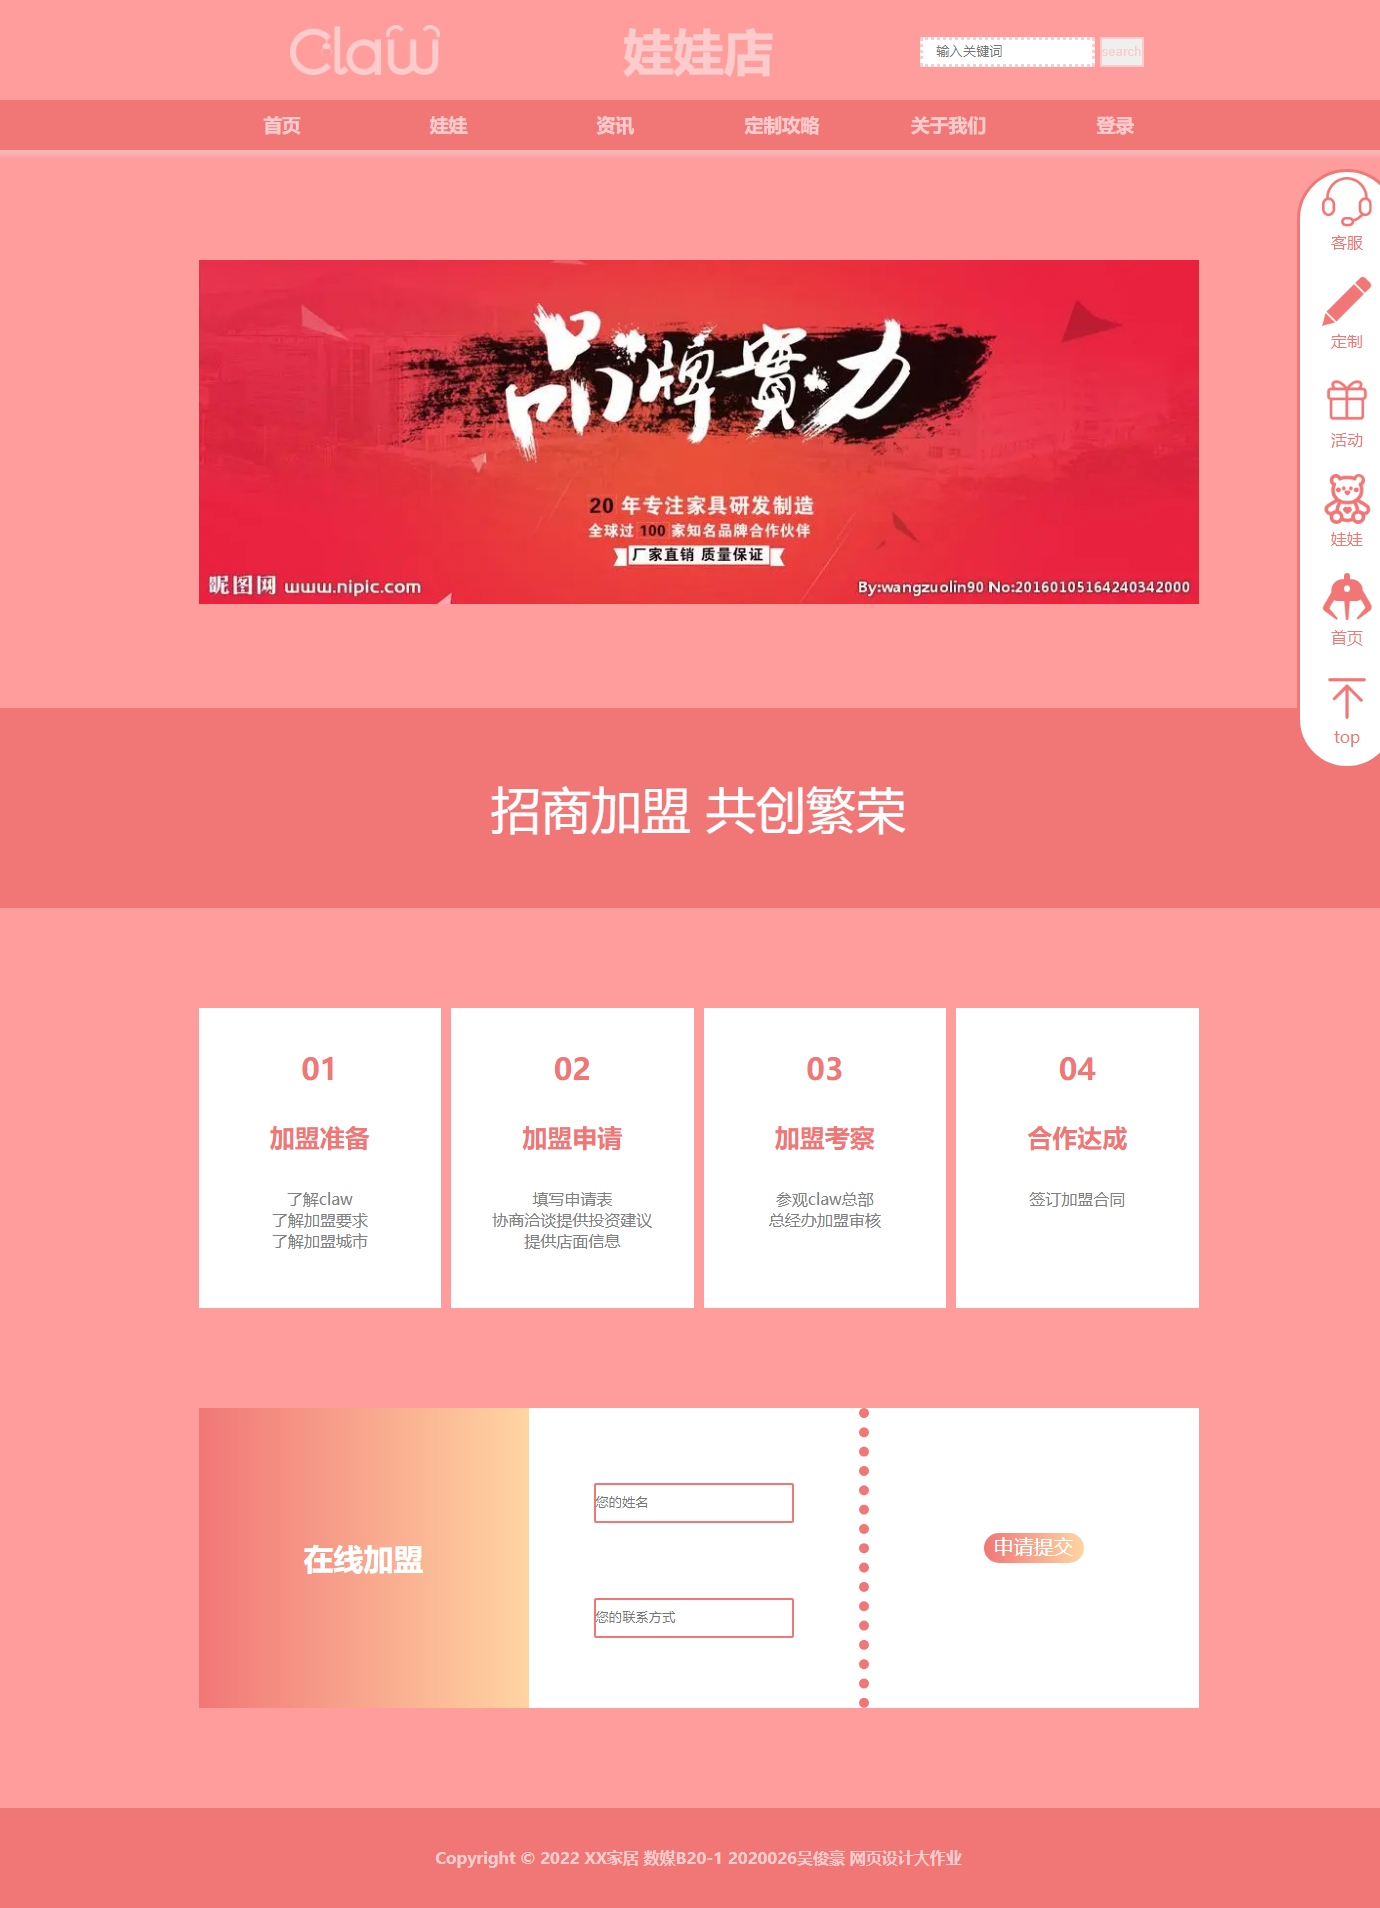 Claw
娃娃店
输入关键词
search
首页
娃娃
资讯
定制攻略
关于我们
登录
客服
定制
活动
娃娃
首页
top
品牌實力
20 年专注家具研发制造
全球过 100 家知名品牌合作伙伴
厂家直销 质量保证
昵图网 www.nipic.com
By:wangzuolin90 No:20160105164240342000
招商加盟 共创繁荣
01
加盟准备
了解claw
了解加盟要求
了解加盟城市
02
加盟申请
填写申请表
协商洽谈提供投资建议
提供店面信息
03
加盟考察
参观claw总部
总经办加盟审核
04
合作达成
签订加盟合同
在线加盟
您的姓名
您的联系方式
申请提交
Copyright © 2022 XX家居 数媒B20-1 2020026吴俊豪 网页设计大作业